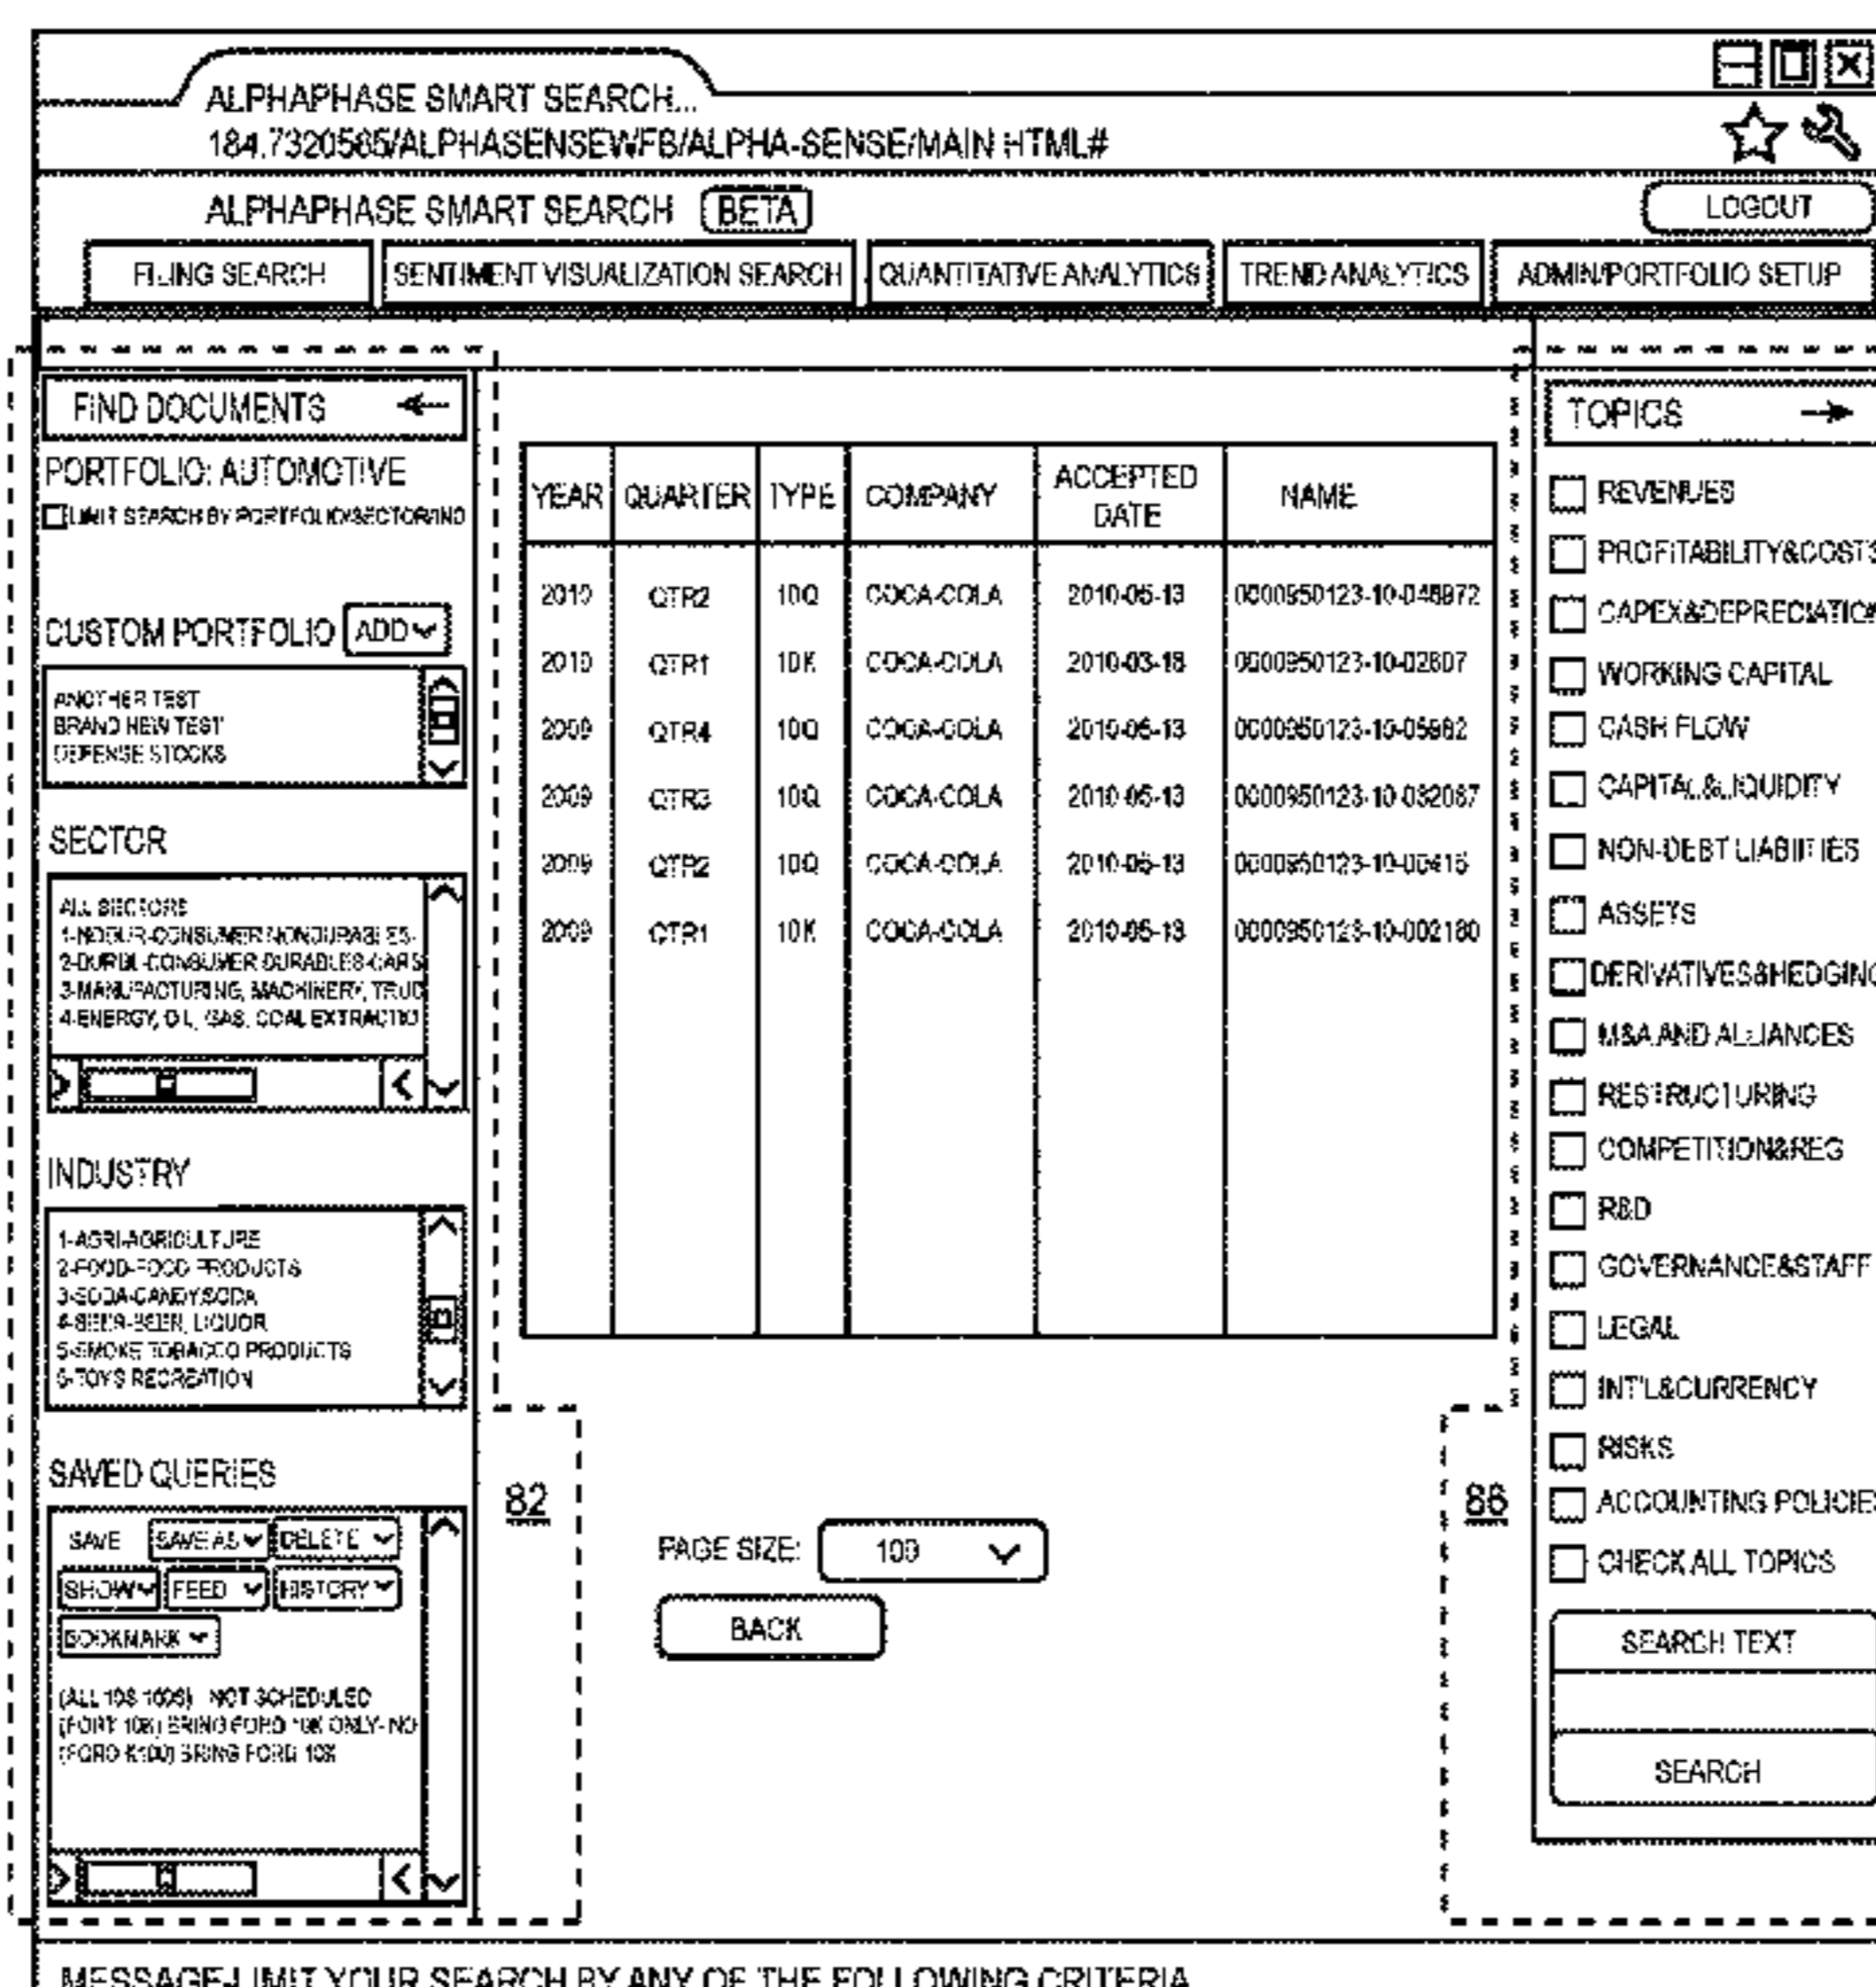 ALPHAPHASE SMART SEARCH...
184.7320565/ALPHASENSEWFB/ALPHA-SENSE/MAIN HTML#
ALPHAPHASE SMART SEARCH BETA LOGOUT
FILING SEARCH SENTIMENT VISUALIZATION SEARCH QUANTITATIVE ANALYTICS TREND ANALYTICS ADMIN/PORTFOLIO SETUP
FIND DOCUMENTS
PORTFOLIO: AUTOMOTIVE
LIMIT SEARCH BY PORTFOLIO/SECTOR/IND
CUSTOM PORTFOLIO ADD
ANOTHER TEST
BRAND NEW TEST
DEFENSE STOCKS
SECTOR
ALL SECTORS
1-NODUR-CONSUMER NONDURABLES-
2-DURBL-CONSUMER DURABLES-CARS
3-MANUFACTURING, MACHINERY, TRUC
4-ENERGY, OIL, GAS, COAL EXTRACTIO
INDUSTRY
1-AGRI-AGRICULTURE
2-FOOD-FOOD PRODUCTS
3-SODA-CANDY,SODA
4-BEER-BEER, LIQUOR
5-SMOKE TOBACCO PRODUCTS
6-TOYS RECREATION
SAVED QUERIES
SAVE SAVE AS DELETE
SHOW FEED HISTORY
BOOKMARK
NOT SCHEDULED
BRING FORD 10K ONLY- NO
BRING FORD 10K
82
YEAR QUARTER TYPE COMPANY ACCEPTED DATE NAME
2010 QTR2 10Q COCA-COLA 2010-05-13 0000950123-10-048972
2010 QTR1 10K COCA-COLA 2010-03-18 0000950123-10-02607
2009 QTR4 10Q COCA-COLA 2010-05-13 0000950123-10-05982
2009 QTR3 10Q COCA-COLA 2010-05-13 0000950123-10-032087
2009 QTR2 10Q COCA-COLA 2010-05-13 0000950123-10-00415
2009 QTR1 10K COCA-COLA 2010-05-13 0000950123-10-002180
PAGE SIZE: 100
BACK
86
TOPICS
REVENUES
PROFITABILITY&COSTS
CAPEX&DEPRECIATION
WORKING CAPITAL
CASH FLOW
CAPITAL&LIQUIDITY
NON-DEBT LIABIITIES
ASSETS
DERIVATIVES&HEDGING
M&A AND ALLIANCES
RESTRUCTURING
COMPETITION&REG
R&D
GOVERNANCE&STAFF
LEGAL
INT'L&CURRENCY
RISKS
ACCOUNTING POLICIES
CHECK ALL TOPICS
SEARCH TEXT
SEARCH
MESSAGE-LIMIT YOUR SEARCH BY ANY OF THE FOLLOWING CRITERIA